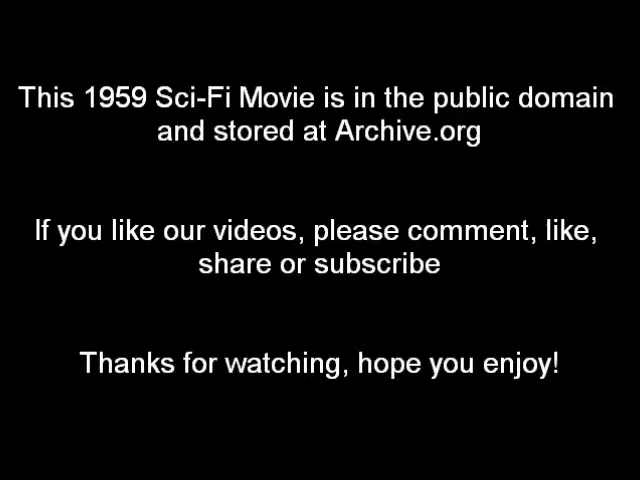 This 1959 Sci-Fi Movie is in the public domain
and stored at Archive.org
If you like our videos, please comment, like,
share or subscribe
Thanks for watching, hope you enjoy!